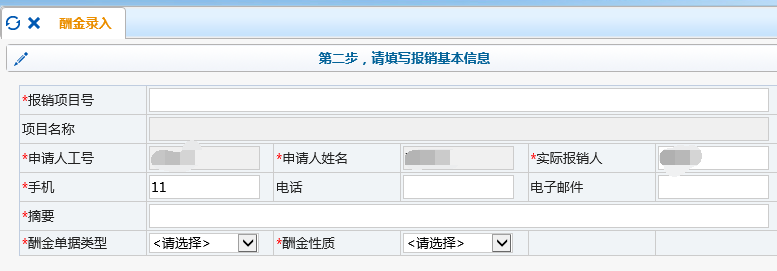 酬金录入
第二步，请填写报销基本信息
*报销项目号
项目名称
*申请人工号 *申请人姓名 *实际报销人
*手机 11 电话 电子邮件
*摘要
*酬金单据类型 <请选择> *酬金性质 <请选择>